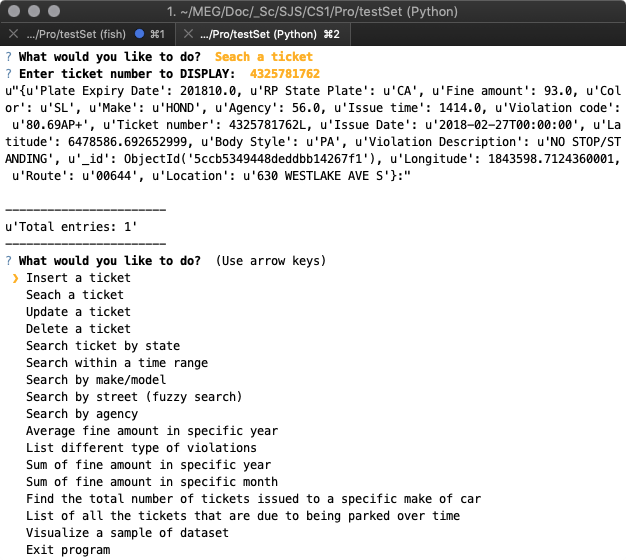 1. ~/MEG/Doc/_Sc/SJS/CS1/Pro/testSet (Python)
.../Pro/testSet (fish) ⌘1 .../Pro/testSet (Python) ⌘2
? What would you like to do? Seach a ticket
? Enter ticket number to DISPLAY: 4325781762
u"{u'Plate Expiry Date': 201810.0, u'RP State Plate': u'CA', u'Fine amount': 93.0, u'Col
or': u'SL', u'Make': u'HOND', u'Agency': 56.0, u'Issue time': 1414.0, u'Violation code':
u'80.69AP+', u'Ticket number': 4325781762L, u'Issue Date': u'2018-02-27T00:00:00', u'La
titude': 6478586.692652999, u'Body Style': u'PA', u'Violation Description': u'NO STOP/ST
ANDING', u'_id': ObjectId('5ccb5349448deddbb14267f1'), u'Longitude': 1843598.7124360001,
u'Route': u'00644', u'Location': u'630 WESTLAKE AVE S'}:"
_______________________
u'Total entries: 1'
_______________________
? What would you like to do? (Use arrow keys)
❯ Insert a ticket
Seach a ticket
Update a ticket
Delete a ticket
Search ticket by state
Search within a time range
Search by make/model
Search by street (fuzzy search)
Search by agency
Average fine amount in specific year
List different type of violations
Sum of fine amount in specific year
Sum of fine amount in specific month
Find the total number of tickets issued to a specific make of car
List of all the tickets that are due to being parked over time
Visualize a sample of dataset
Exit program